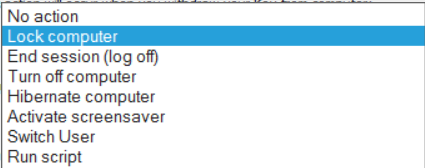 No action
Lock computer
End session (log off)
Turn off computer
Hibernate computer
Activate screensaver
Switch User
Run script